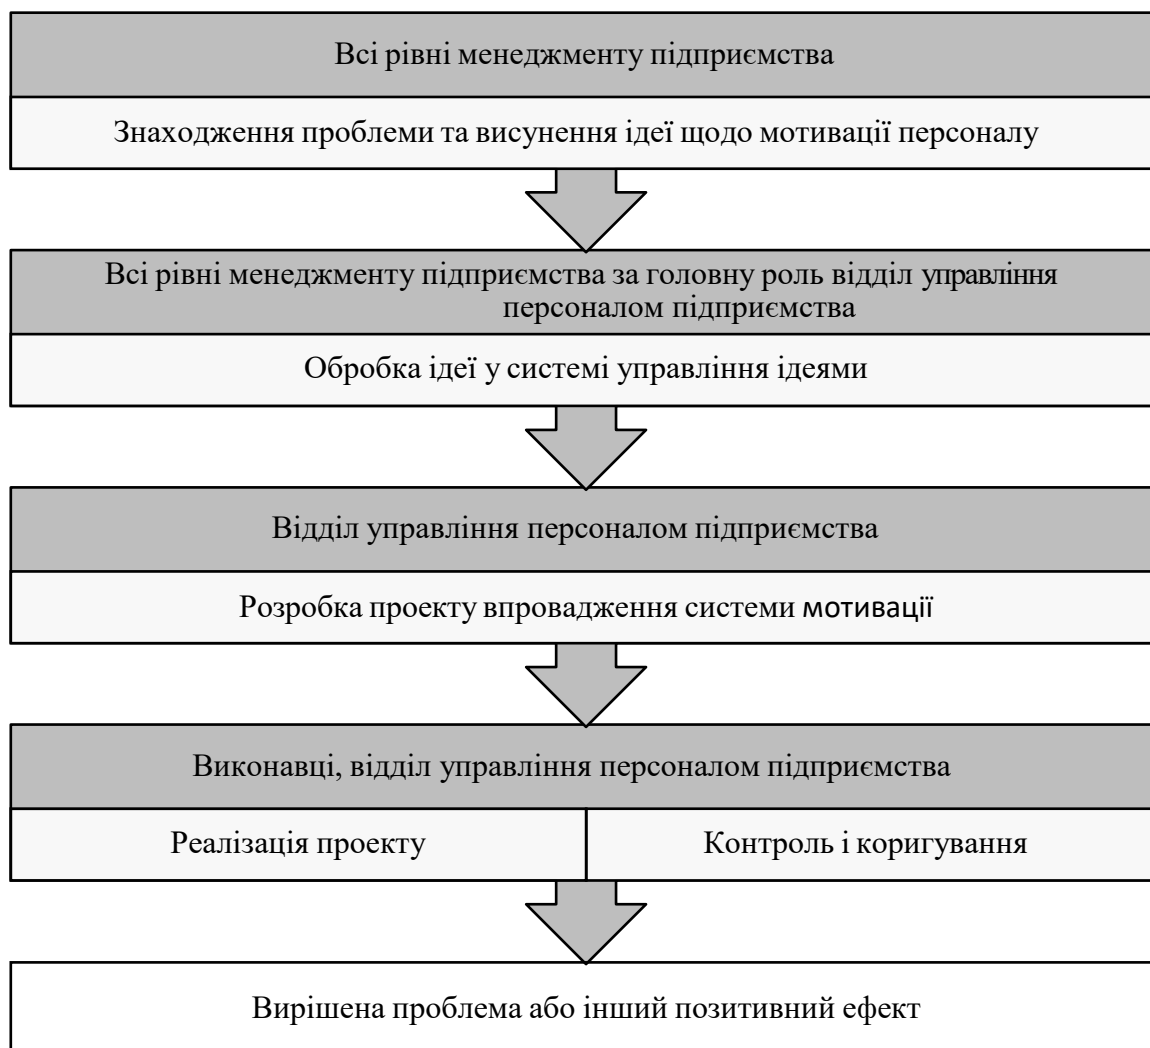 Всі рівні менеджменту підприємства
Знаходження проблеми та висунення ідеї щодо мотивації персоналу
Всі рівні менеджменту підприємства за головну роль відділ управління
персоналом підприємства
Обробка ідеї у системі управління ідеями
Відділ управління персоналом підприємства
Розробка проекту впровадження системи мотивації
Виконавці, відділ управління персоналом підприємства
Реалізація проекту
Контроль і коригування
Вирішена проблема або інший позитивний ефект